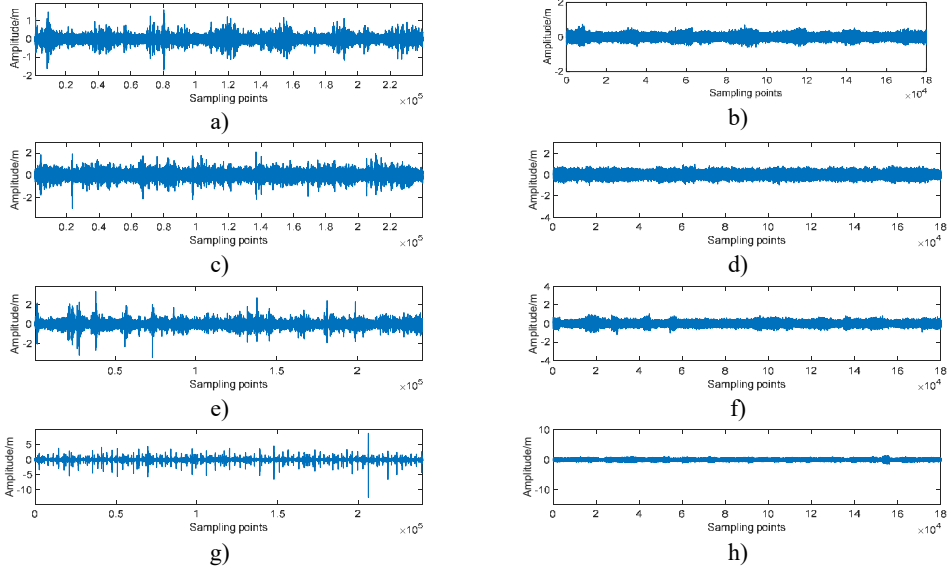 Amplitude/m
1
0
-1
-2
0.2 0.4 0.6 0.8 1 1.2 1.4 1.6 1.8 2 2.2
Sampling points
×10^5
a)
Amplitude/m
2
0
-2
0 2 4 6 8 10 12 14 16 18
Sampling points
×10^4
b)
Amplitude/m
2
0
-2
0.2 0.4 0.6 0.8 1 1.2 1.4 1.6 1.8 2 2.2
Sampling points
×10^5
c)
Amplitude/m
2
0
-2
-4
0 2 4 6 8 10 12 14 16 18
Sampling points
×10^4
d)
Amplitude/m
2
0
-2
0.5 1 1.5 2
Sampling points
×10^5
e)
Amplitude/m
4
2
0
-2
-4
0 2 4 6 8 10 12 14 16 18
Sampling points
×10^4
f)
Amplitude/m
5
0
-5
-10
0 0.5 1 1.5 2
Sampling points
×10^5
g)
Amplitude/m
10
0
-10
0 2 4 6 8 10 12 14 16 18
Sampling points
×10^4
h)